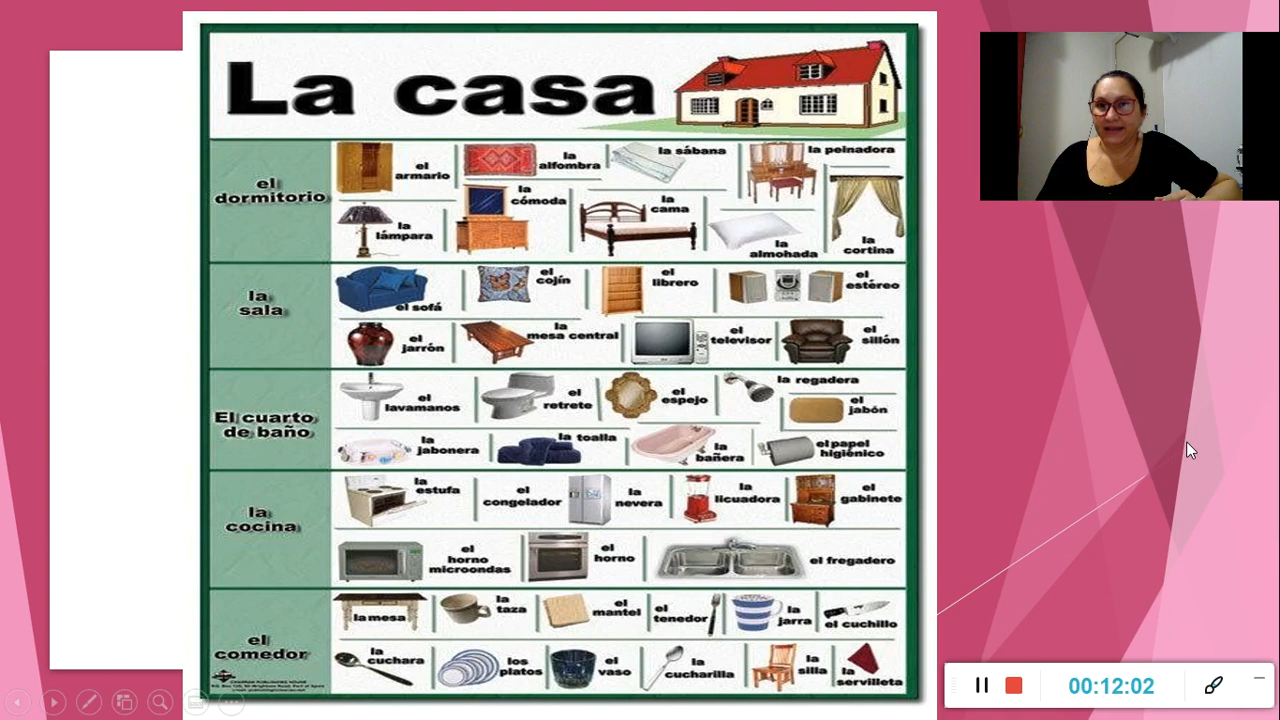 La casa
el
dormitorio
el
armario
la
alfombra
la sábana
la peinadora
la
lámpara
la
cómoda
la
cama
la
almohada
la
cortina
la
sala
el sofá
el
cojín
el
librero
el
estéreo
el
jarrón
la
mesa central
el
televisor
el
sillón
El cuarto
de baño
el
lavamanos
el
retrete
el
espejo
la regadera
el
jabón
la
jabonera
la toalla
la
bañera
el papel
higiénico
la
cocina
la
estufa
el
congelador
la
nevera
la
licuadora
el
gabinete
el
horno
microondas
el
horno
el fregadero
el
comedor
la mesa
la
taza
el
mantel
el
tenedor
la
jarra
el cuchillo
la
cuchara
los
platos
el
vaso
la
cucharilla
la
silla
la
servilleta
00:12:02